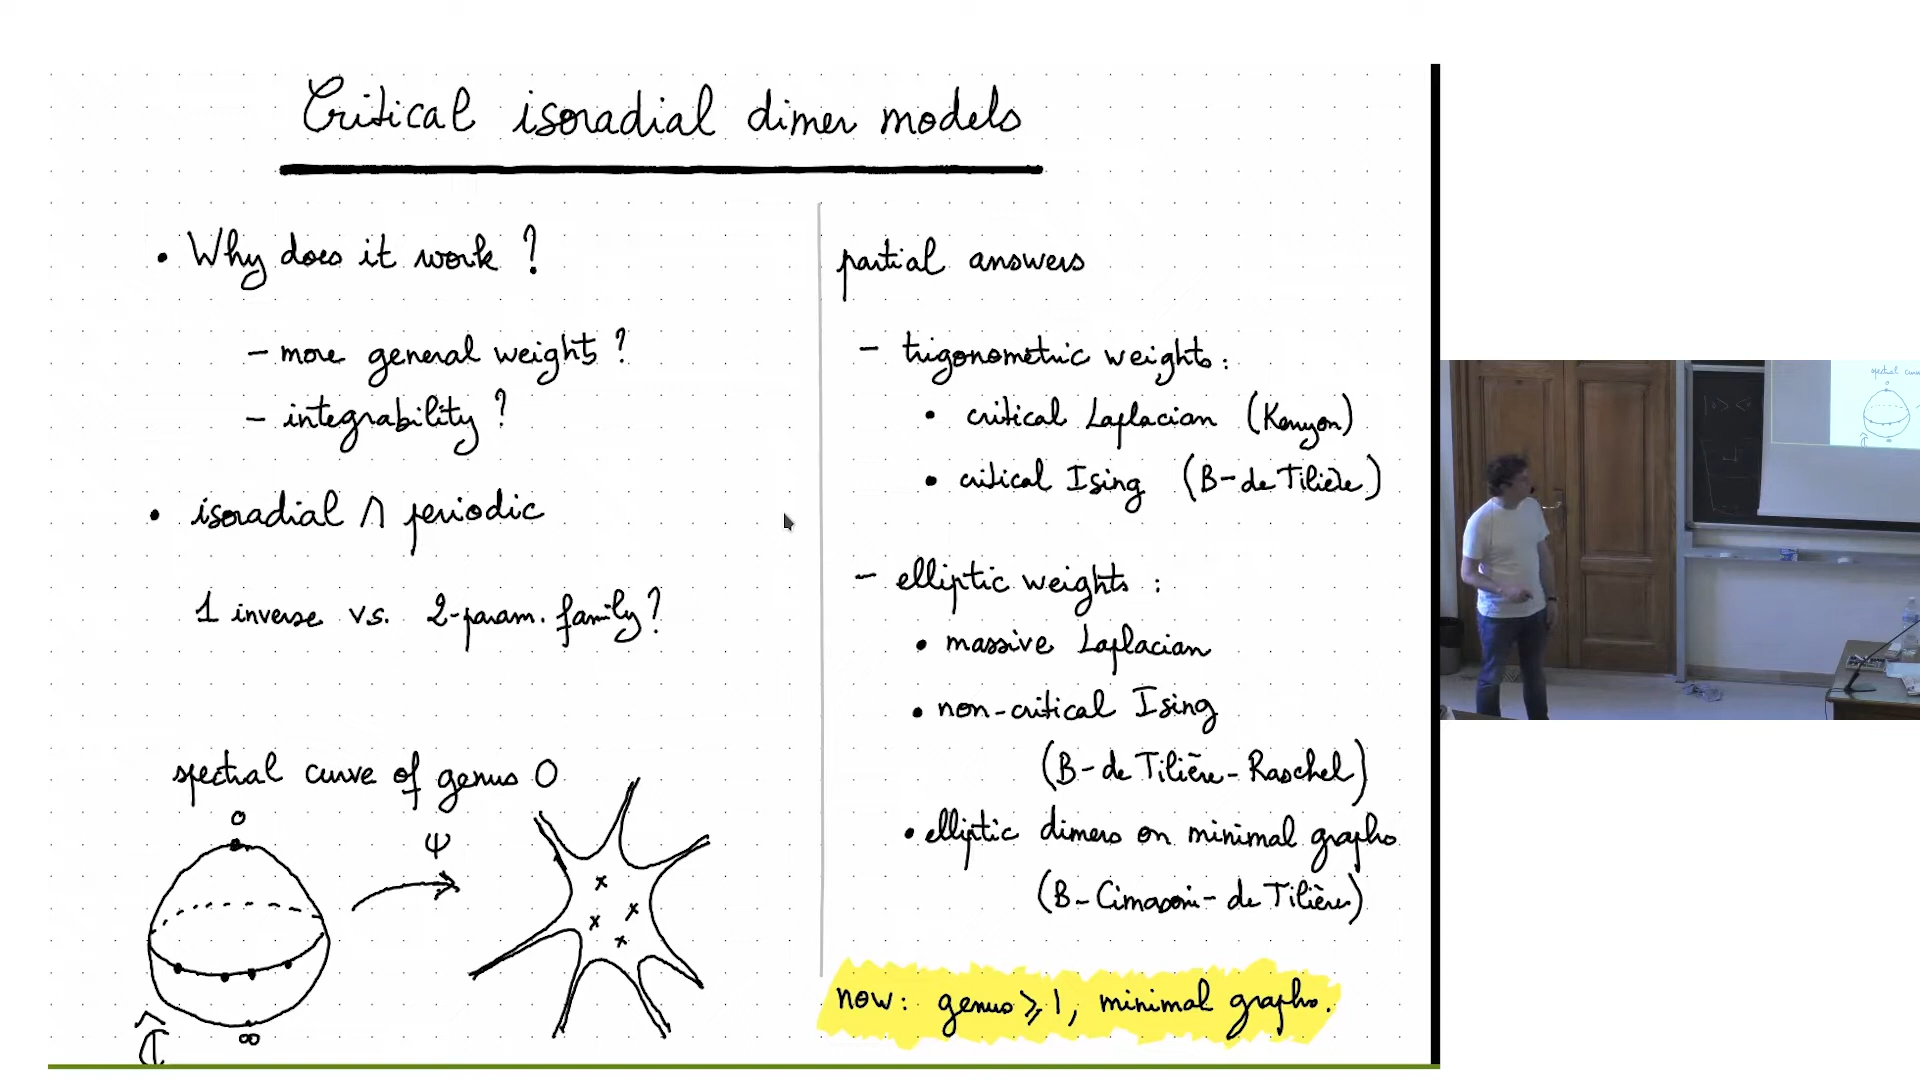 Critical isoradial dimer models
• Why does it work ?
- more general weights ?
- integrability ?
• isoradial ∩ periodic
1 inverse vs. 2-param. family ?
spectral curve of genus 0
0
ψ
∞
Ĉ
partial answers
- trigonometric weights :
• critical Laplacian (Kenyon)
• critical Ising (B-de Tilière)
- elliptic weights :
• massive Laplacian
• non-critical Ising
(B-de Tilière-Raschel)
• elliptic dimers on minimal graphs
(B-Cimasoni-de Tilière)
now: genus ⩾ 1, minimal graphs.
spectral curve